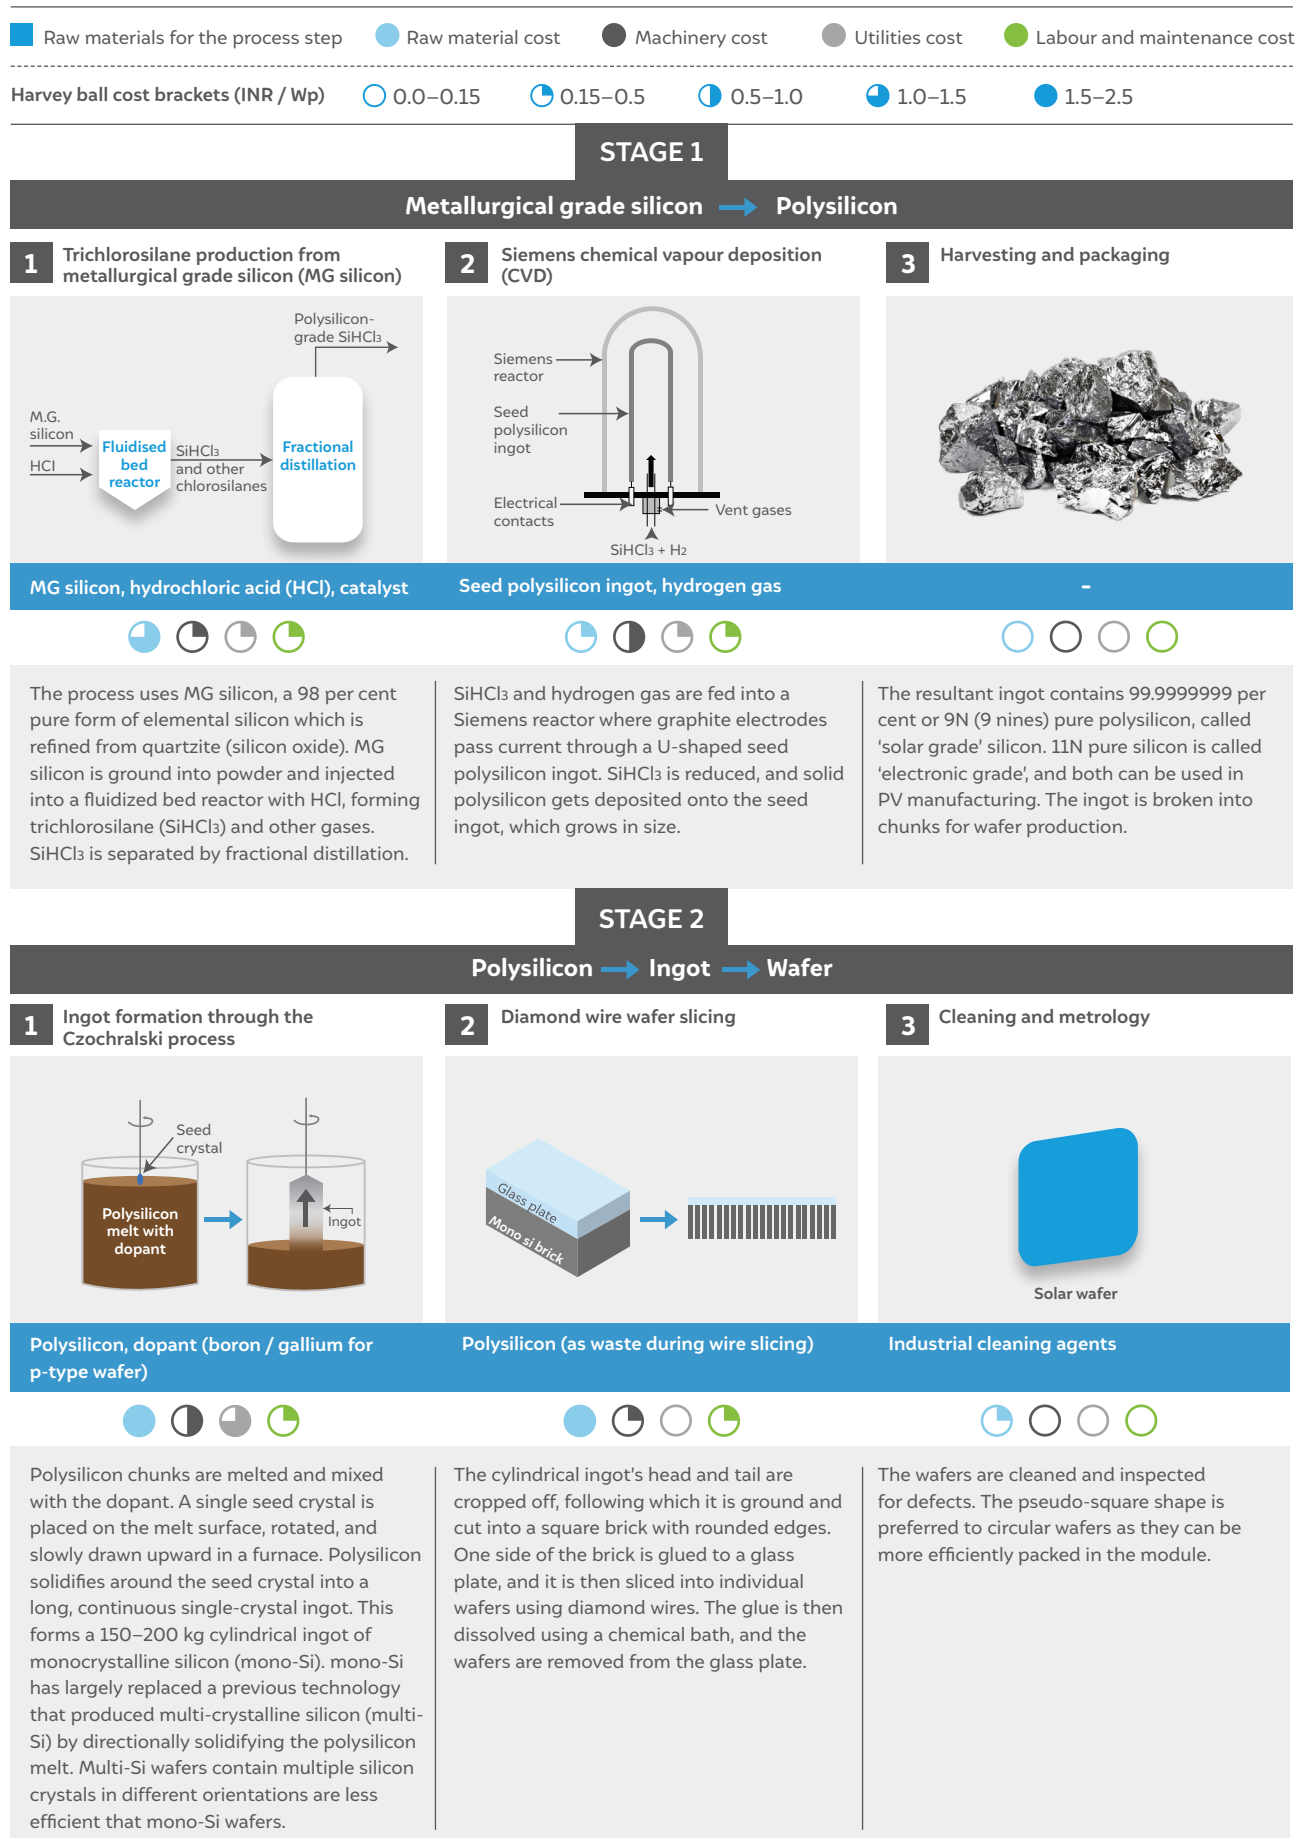 Raw materials for the process step
Raw material cost
Machinery cost
Utilities cost
Labour and maintenance cost
Harvey ball cost brackets (INR / Wp)
0.0–0.15
0.15–0.5
0.5–1.0
1.0–1.5
1.5–2.5
STAGE 1
Metallurgical grade silicon
Polysilicon
1
Trichlorosilane production from
metallurgical grade silicon (MG silicon)
2
Siemens chemical vapour deposition
(CVD)
3
Harvesting and packaging
Polysilicon-
grade SiHCl3
M.G.
silicon
HCl
Fluidised
bed
reactor
SiHCl3
and other
chlorosilanes
Fractional
distillation
Siemens
reactor
Seed
polysilicon
ingot
Electrical
contacts
Vent gases
SiHCl3 + H2
MG silicon, hydrochloric acid (HCl), catalyst
Seed polysilicon ingot, hydrogen gas
–
The process uses MG silicon, a 98 per cent
pure form of elemental silicon which is
refined from quartzite (silicon oxide). MG
silicon is ground into powder and injected
into a fluidized bed reactor with HCl, forming
trichlorosilane (SiHCl3) and other gases.
SiHCl3 is separated by fractional distillation.
SiHCl3 and hydrogen gas are fed into a
Siemens reactor where graphite electrodes
pass current through a U-shaped seed
polysilicon ingot. SiHCl3 is reduced, and solid
polysilicon gets deposited onto the seed
ingot, which grows in size.
The resultant ingot contains 99.9999999 per
cent or 9N (9 nines) pure polysilicon, called
‘solar grade’ silicon. 11N pure silicon is called
‘electronic grade’, and both can be used in
PV manufacturing. The ingot is broken into
chunks for wafer production.
STAGE 2
Polysilicon
Ingot
Wafer
1
Ingot formation through the
Czochralski process
2
Diamond wire wafer slicing
3
Cleaning and metrology
Seed
crystal
Polysilicon
melt with
dopant
Ingot
Glass plate
Mono si brick
Solar wafer
Polysilicon, dopant (boron / gallium for
p-type wafer)
Polysilicon (as waste during wire slicing)
Industrial cleaning agents
Polysilicon chunks are melted and mixed
with the dopant. A single seed crystal is
placed on the melt surface, rotated, and
slowly drawn upward in a furnace. Polysilicon
solidifies around the seed crystal into a
long, continuous single-crystal ingot. This
forms a 150–200 kg cylindrical ingot of
monocrystalline silicon (mono-Si). mono-Si
has largely replaced a previous technology
that produced multi-crystalline silicon (multi-
Si) by directionally solidifying the polysilicon
melt. Multi-Si wafers contain multiple silicon
crystals in different orientations are less
efficient that mono-Si wafers.
The cylindrical ingot's head and tail are
cropped off, following which it is ground and
cut into a square brick with rounded edges.
One side of the brick is glued to a glass
plate, and it is then sliced into individual
wafers using diamond wires. The glue is then
dissolved using a chemical bath, and the
wafers are removed from the glass plate.
The wafers are cleaned and inspected
for defects. The pseudo-square shape is
preferred to circular wafers as they can be
more efficiently packed in the module.